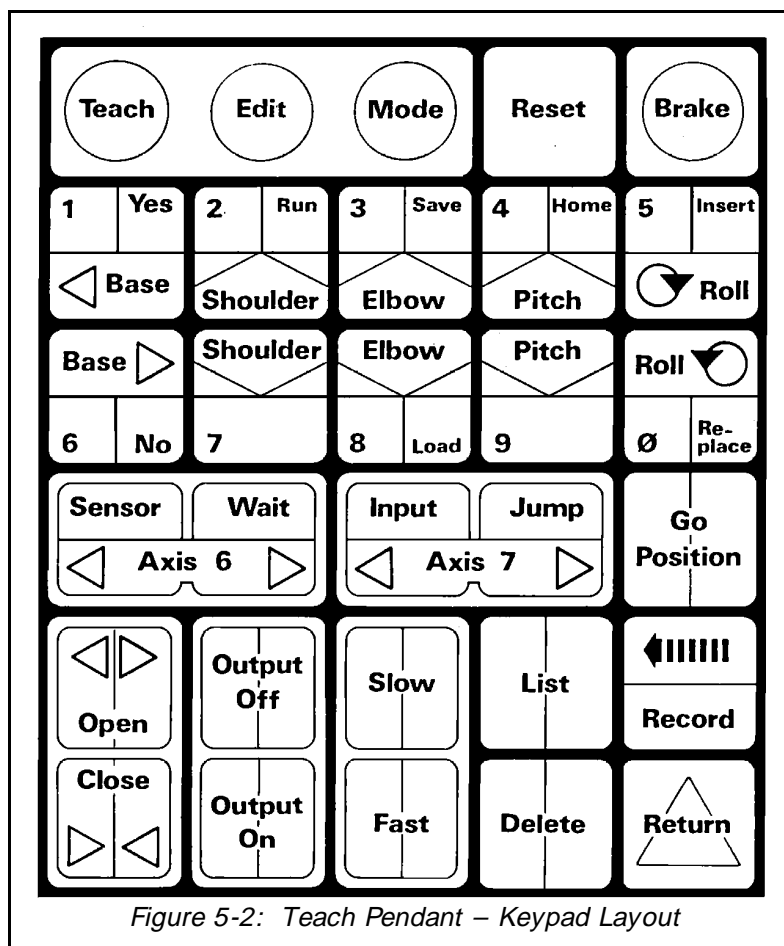 Teach Edit Mode Reset Brake
1 Yes 2 Run 3 Save 4 Home 5 Insert
Base Shoulder Elbow Pitch Roll
Base Shoulder Elbow Pitch Roll
6 No 7 8 Load 9 Ø Re-
place
Sensor Wait Input Jump Go
Position
Axis 6 Axis 7
Open Output
Off Slow List Record
Close Output
On Fast Delete Return
Figure 5-2: Teach Pendant – Keypad Layout